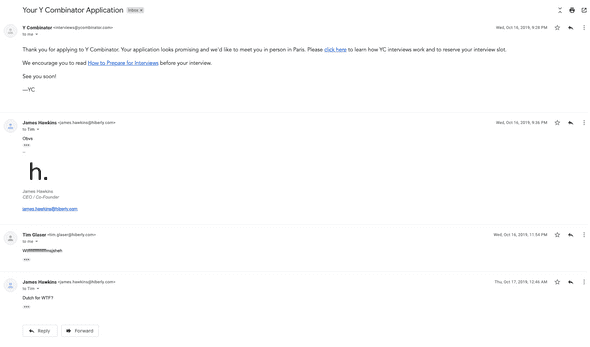 Your Y Combinator Application
Inbox ×
Y Combinator <interviews@ycombinator.com>
Wed, Oct 16, 2019, 9:29 PM
to me
Thank you for applying to Y Combinator. Your application looks promising and we'd like to meet you in person in Paris. Please click here to learn how YC interviews work and to reserve your interview slot.
We encourage you to read How to Prepare for Interviews before your interview.
See you soon!
—YC
James Hawkins <james.hawkins@hiberly.com>
Wed, Oct 16, 2019, 9:36 PM
to Tim
Obvs
--
h.
James Hawkins
CEO / Co-Founder
james.hawkins@hiberly.com
Tim Glaser <tim.glaser@hiberly.com>
Wed, Oct 16, 2019, 11:54 PM
to me
James Hawkins <james.hawkins@hiberly.com>
Thu, Oct 17, 2019, 12:46 AM
to Tim
Dutch for WTF?
Reply
Forward